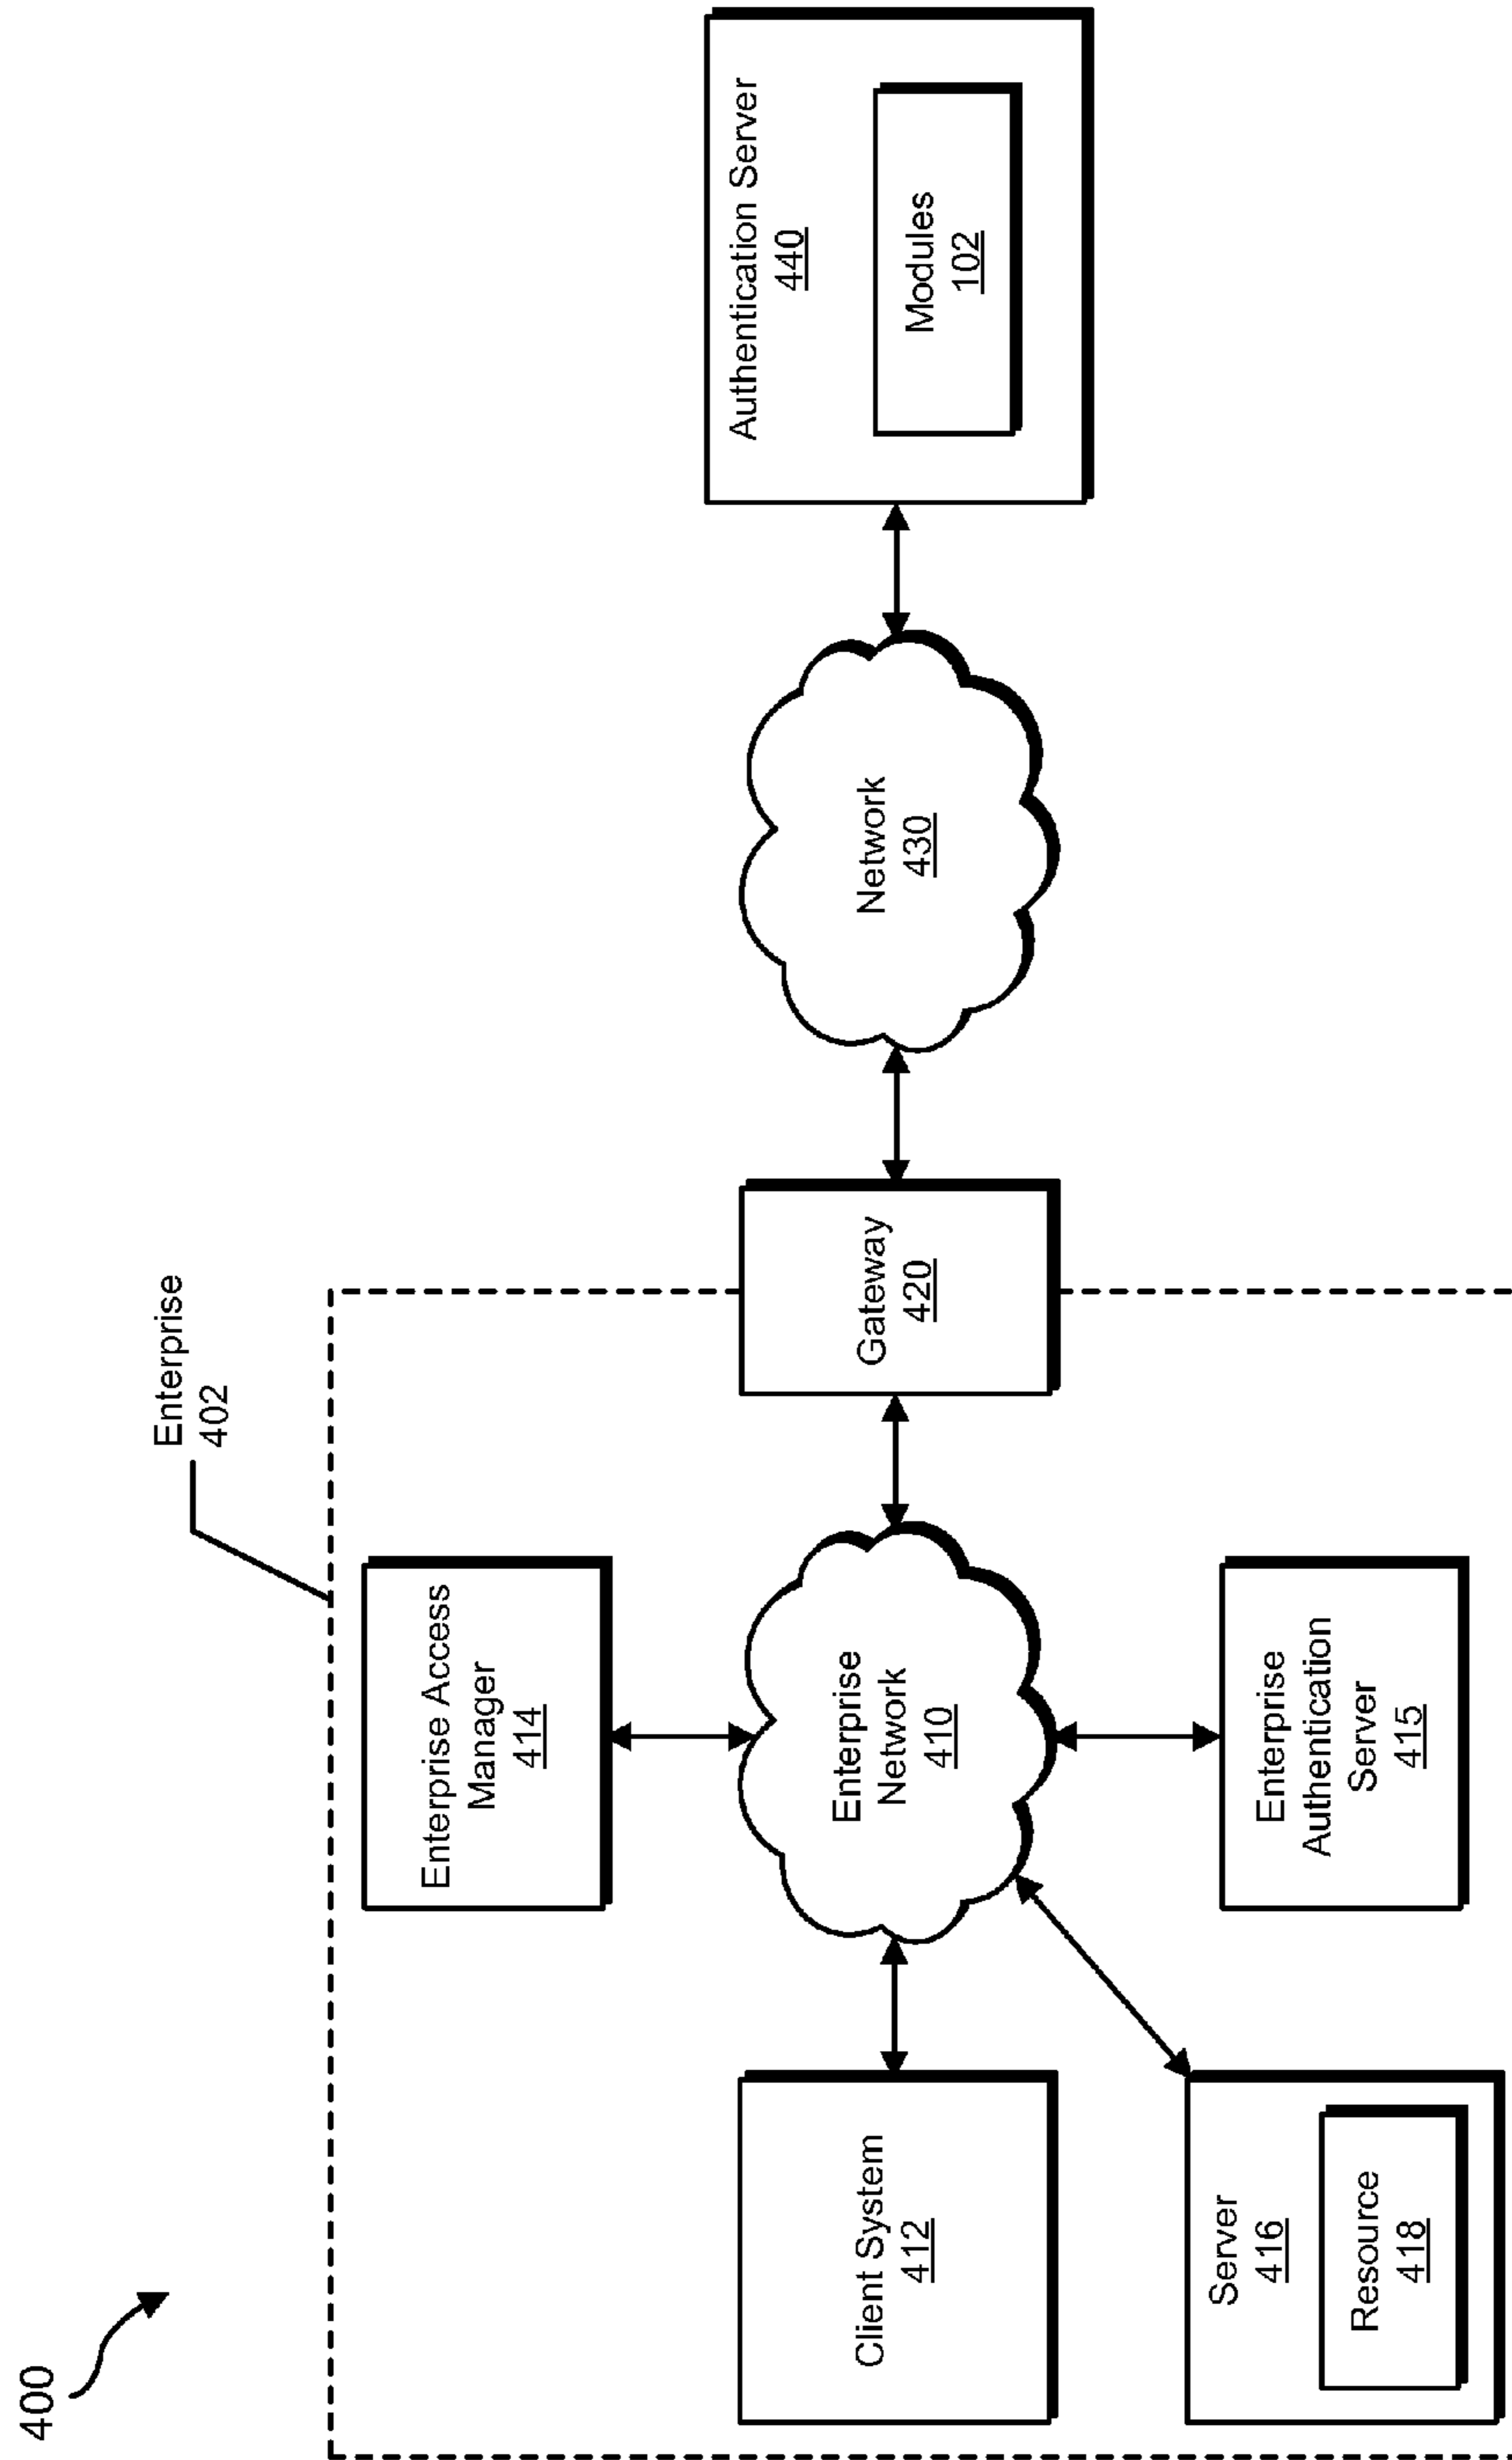 400
Enterprise
402
Enterprise Access
Manager
414
Client System
412
Enterprise
Network
410
Gateway
420
Network
430
Authentication Server
440
Modules
102
Server
416
Resource
418
Enterprise
Authentication
Server
415